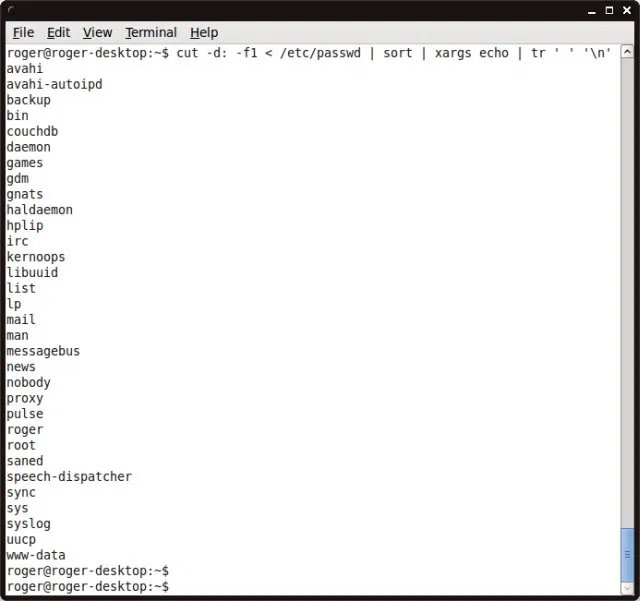 File Edit View Terminal Help
roger@roger-desktop:~$ cut -d: -f1 < /etc/passwd | sort | xargs echo | tr ' ' '\n'
avahi
avahi-autoipd
backup
bin
couchdb
daemon
games
gdm
gnats
haldaemon
hplip
irc
kernoops
libuuid
list
lp
mail
man
messagebus
news
nobody
proxy
pulse
roger
root
saned
speech-dispatcher
sync
sys
syslog
uucp
www-data
roger@roger-desktop:~$
roger@roger-desktop:~$